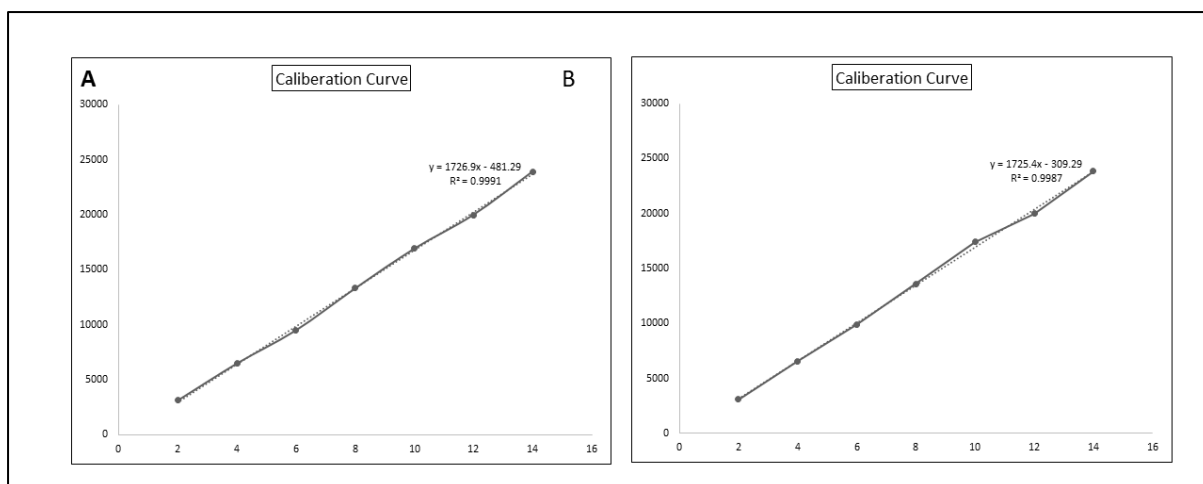 A
Caliberation Curve
B
30000
25000
20000
15000
10000
5000
0
y = 1726.9x - 481.29
R² = 0.9991
0 2 4 6 8 10 12 14 16
Caliberation Curve
30000
25000
20000
15000
10000
5000
0
y = 1725.4x - 309.29
R² = 0.9987
0 2 4 6 8 10 12 14 16